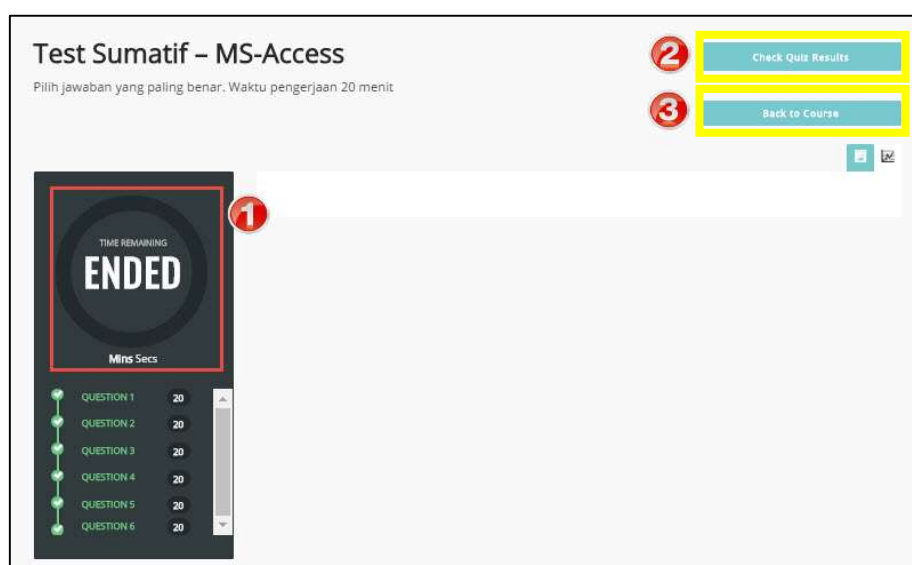 Test Sumatif – MS-Access
Pilih jawaban yang paling benar. Waktu pengerjaan 20 menit
2
Check Quiz Results
3
Back to Course
1
TIME REMAINING
ENDED
Mins Secs
QUESTION 1 20
QUESTION 2 20
QUESTION 3 20
QUESTION 4 20
QUESTION 5 20
QUESTION 6 20